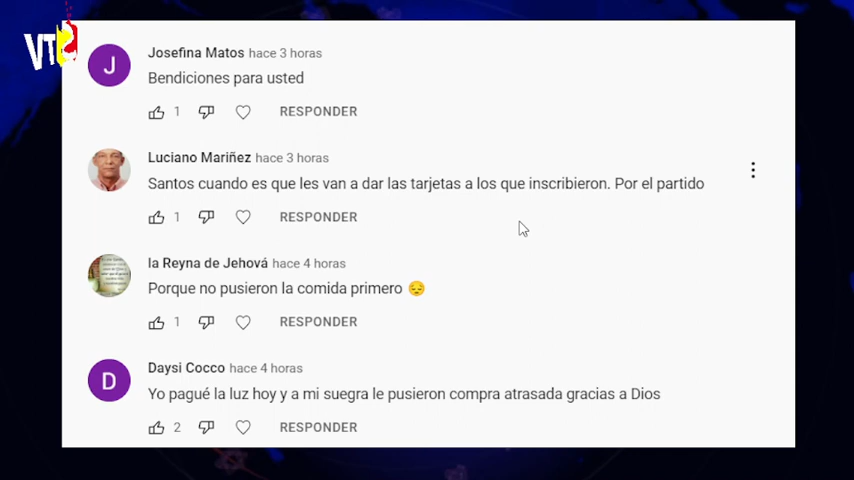 VTS
J
Josefina Matos hace 3 horas
Bendiciones para usted
1 RESPONDER
Luciano Mariñez hace 3 horas
Santos cuando es que les van a dar las tarjetas a los que inscribieron. Por el partido
1 RESPONDER
la Reyna de Jehová hace 4 horas
Porque no pusieron la comida primero 😔
1 RESPONDER
D
Daysi Cocco hace 4 horas
Yo pagué la luz hoy y a mi suegra le pusieron compra atrasada gracias a Dios
2 RESPONDER